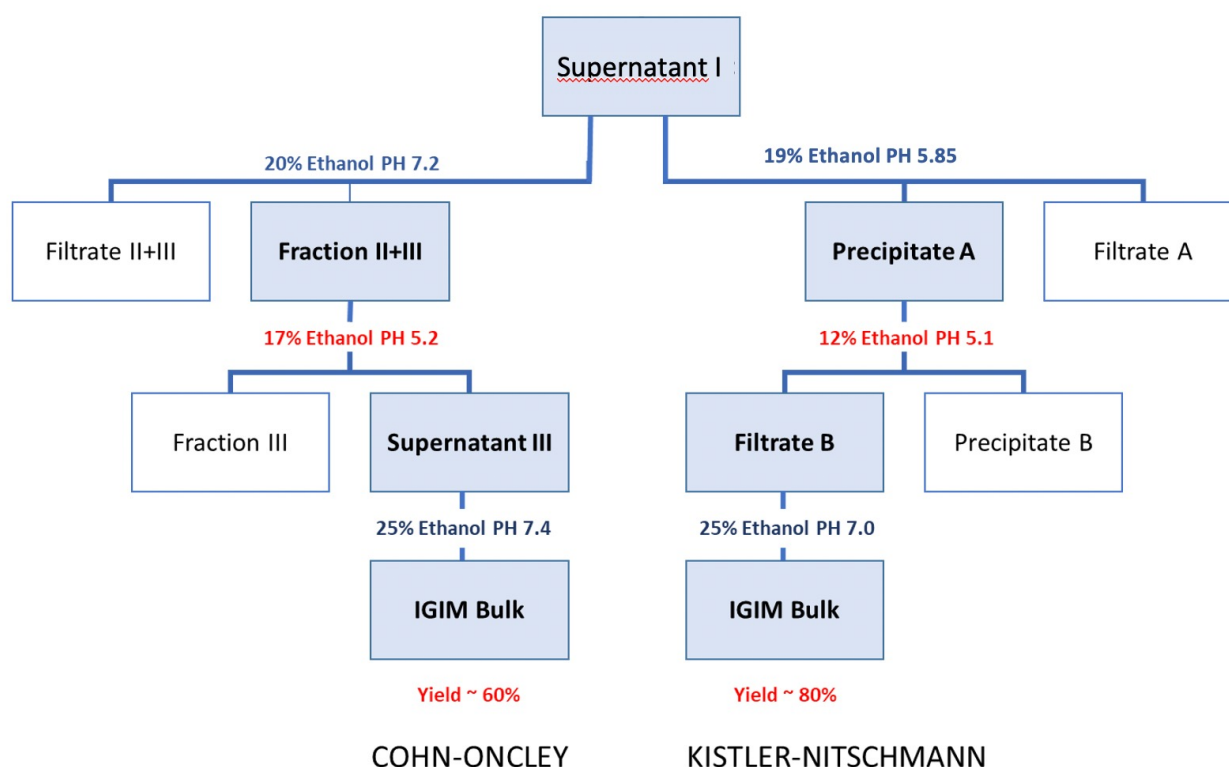 Supernatant I
20% Ethanol PH 7.2
19% Ethanol PH 5.85
Filtrate II+III
Fraction II+III
Precipitate A
Filtrate A
17% Ethanol PH 5.2
12% Ethanol PH 5.1
Fraction III
Supernatant III
Filtrate B
Precipitate B
25% Ethanol PH 7.4
25% Ethanol PH 7.0
IGIM Bulk
IGIM Bulk
Yield ~ 60%
Yield ~ 80%
COHN-ONCLEY
KISTLER-NITSCHMANN